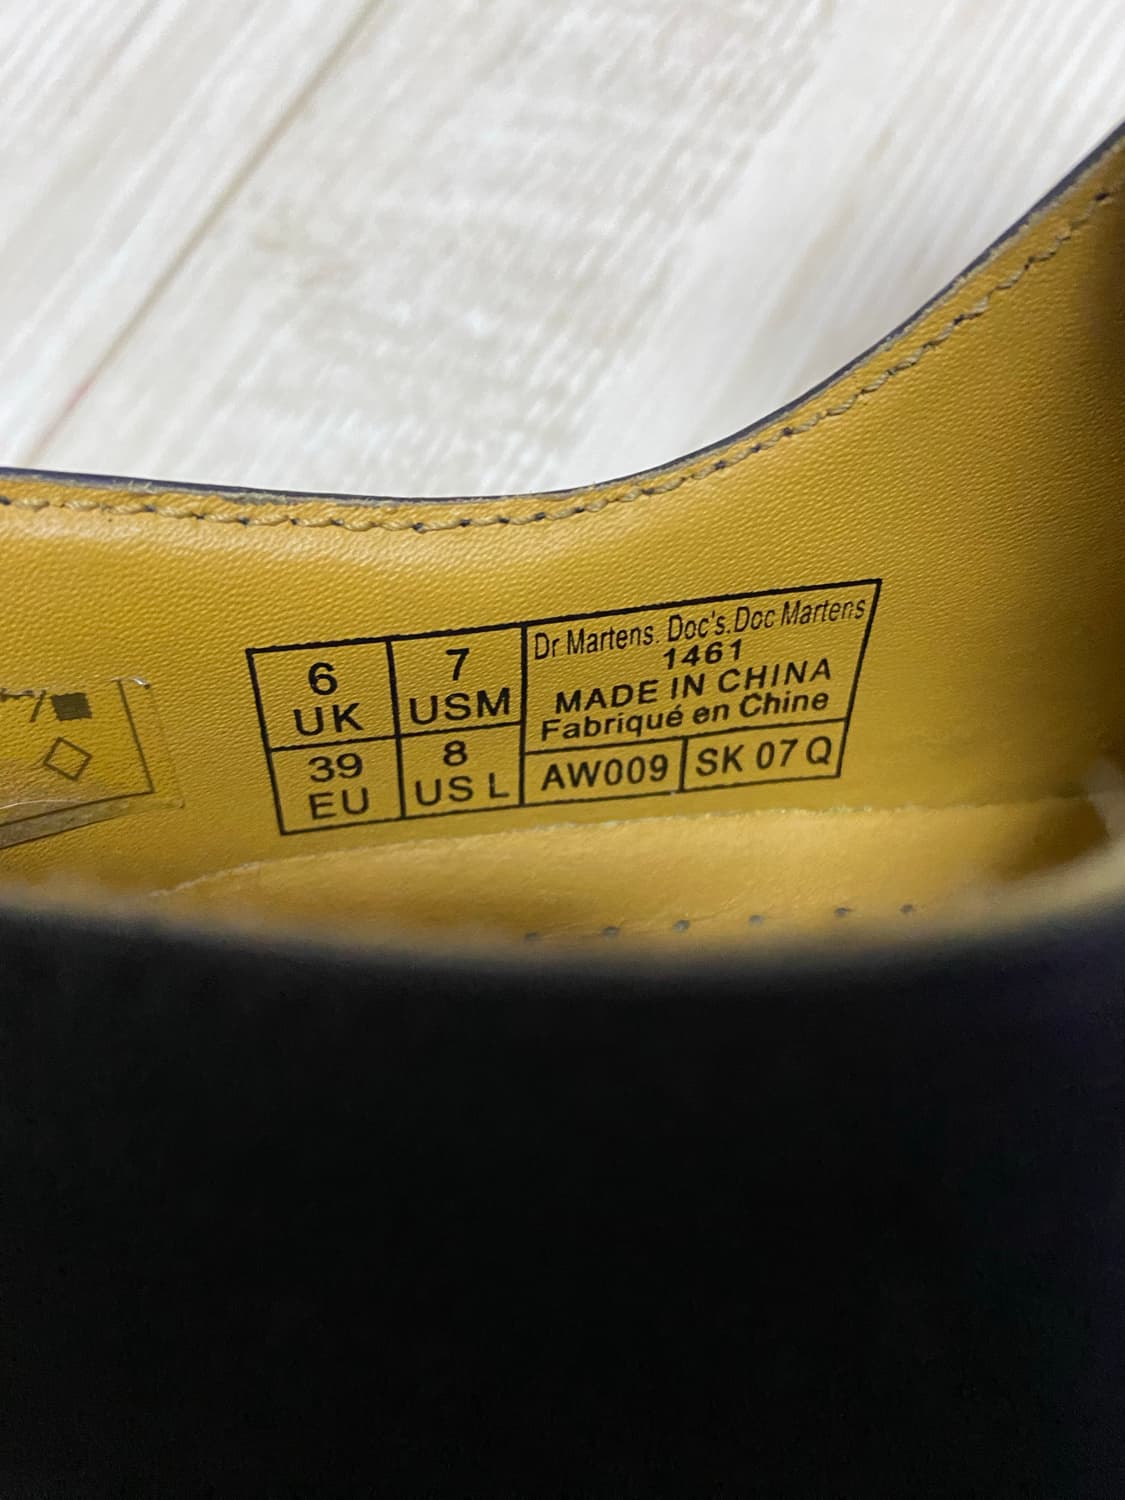 6
UK
7
USM
39
EU
8
US L
Dr Martens. Doc's. Doc Martens
1461
MADE IN CHINA
Fabriqué en Chine
AW009
SK 07 Q